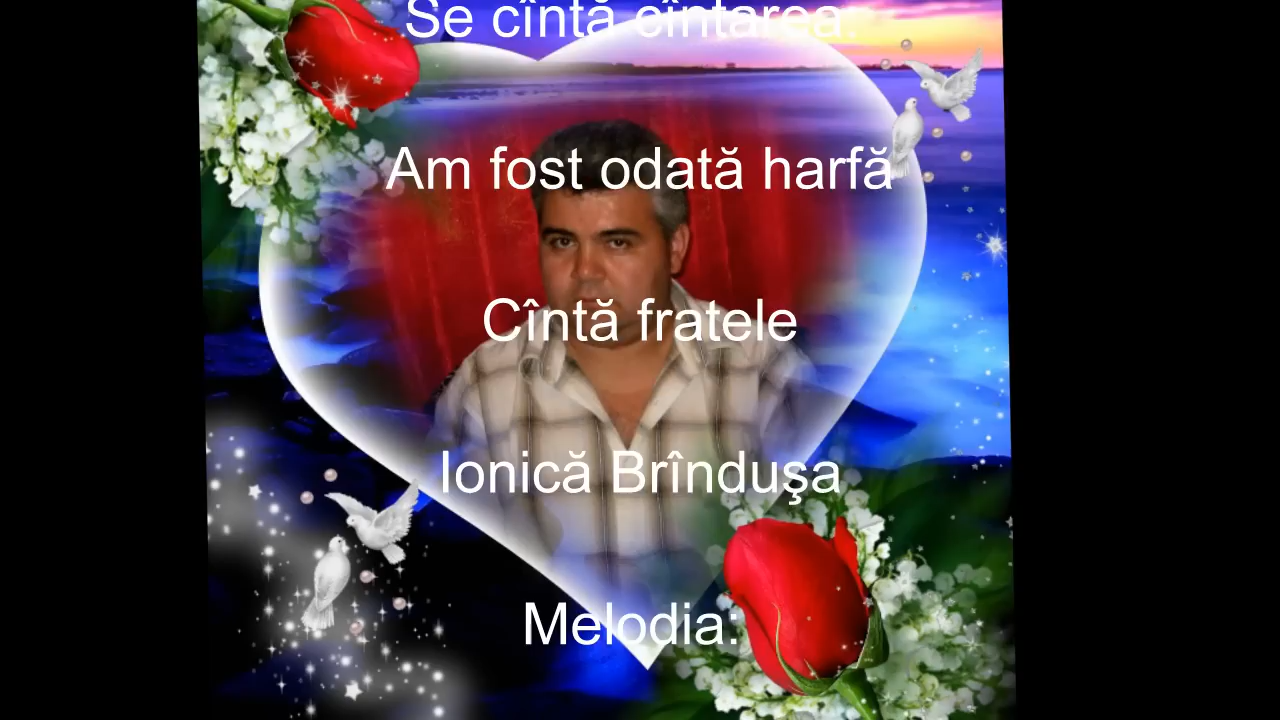 Se cîntă cîntarea:
Am fost odată harfă
Cîntă fratele
Ionică Brînduşa
Melodia: